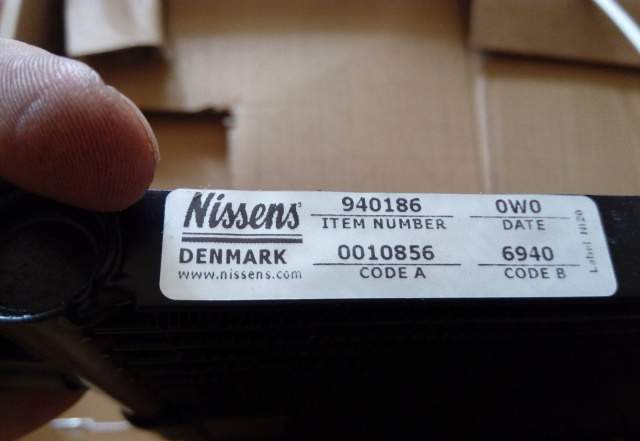 Nissens
DENMARK
www.nissens.com
940186
ITEM NUMBER
0W0
DATE
0010856
CODE A
6940
CODE B
Label NI20